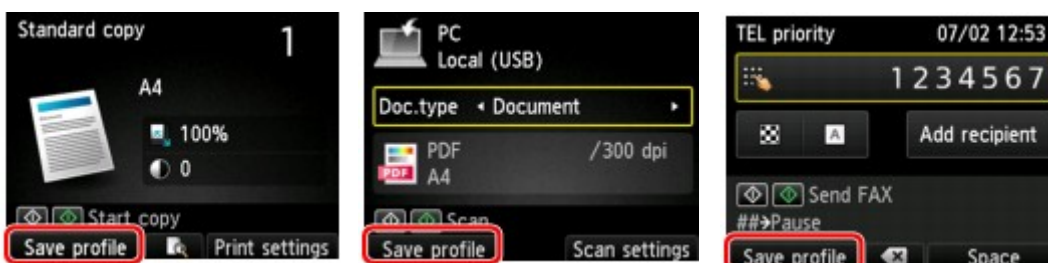 Standard copy
1
A4
100%
0
Start copy
Save profile
Print settings
PC
Local (USB)
Doc.type Document
PDF /300 dpi
PDF
A4
Scan
Save profile
Scan settings
TEL priority 07/02 12:53
1234567
A
Add recipient
Send FAX
##→Pause
Save profile
Space